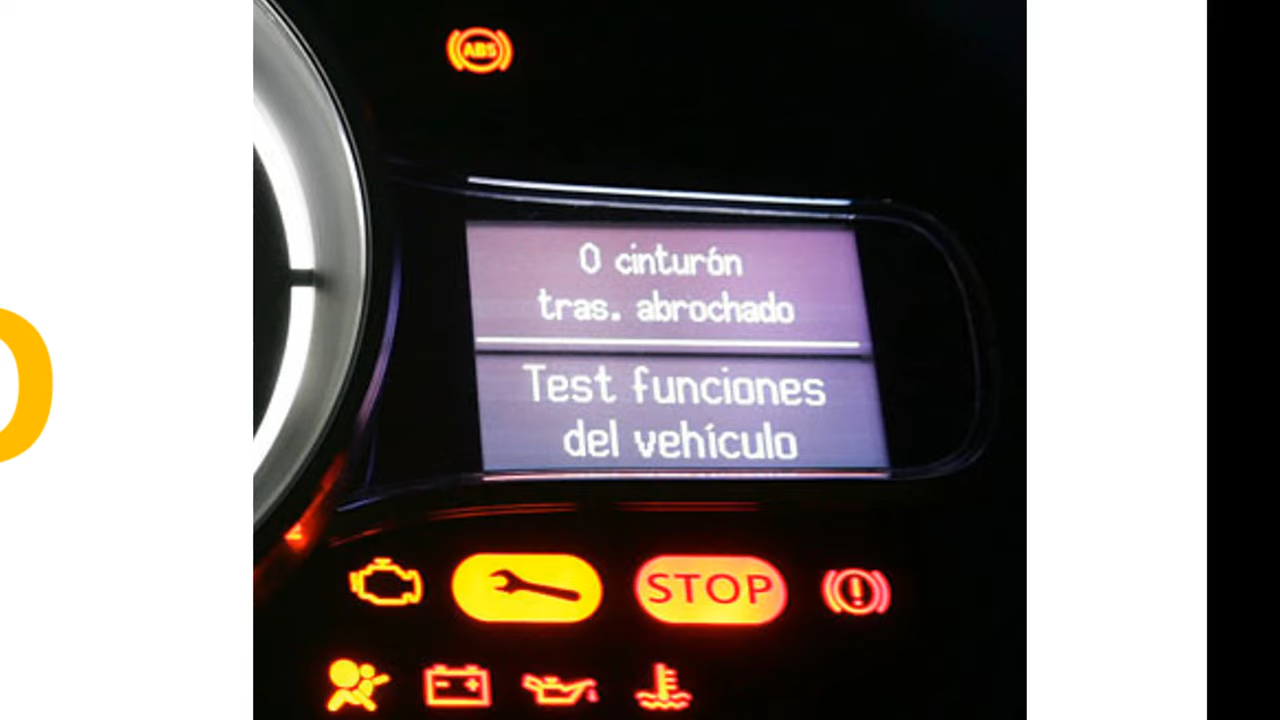 ABS
0 cinturón
tras. abrochado
Test funciones
del vehículo
STOP